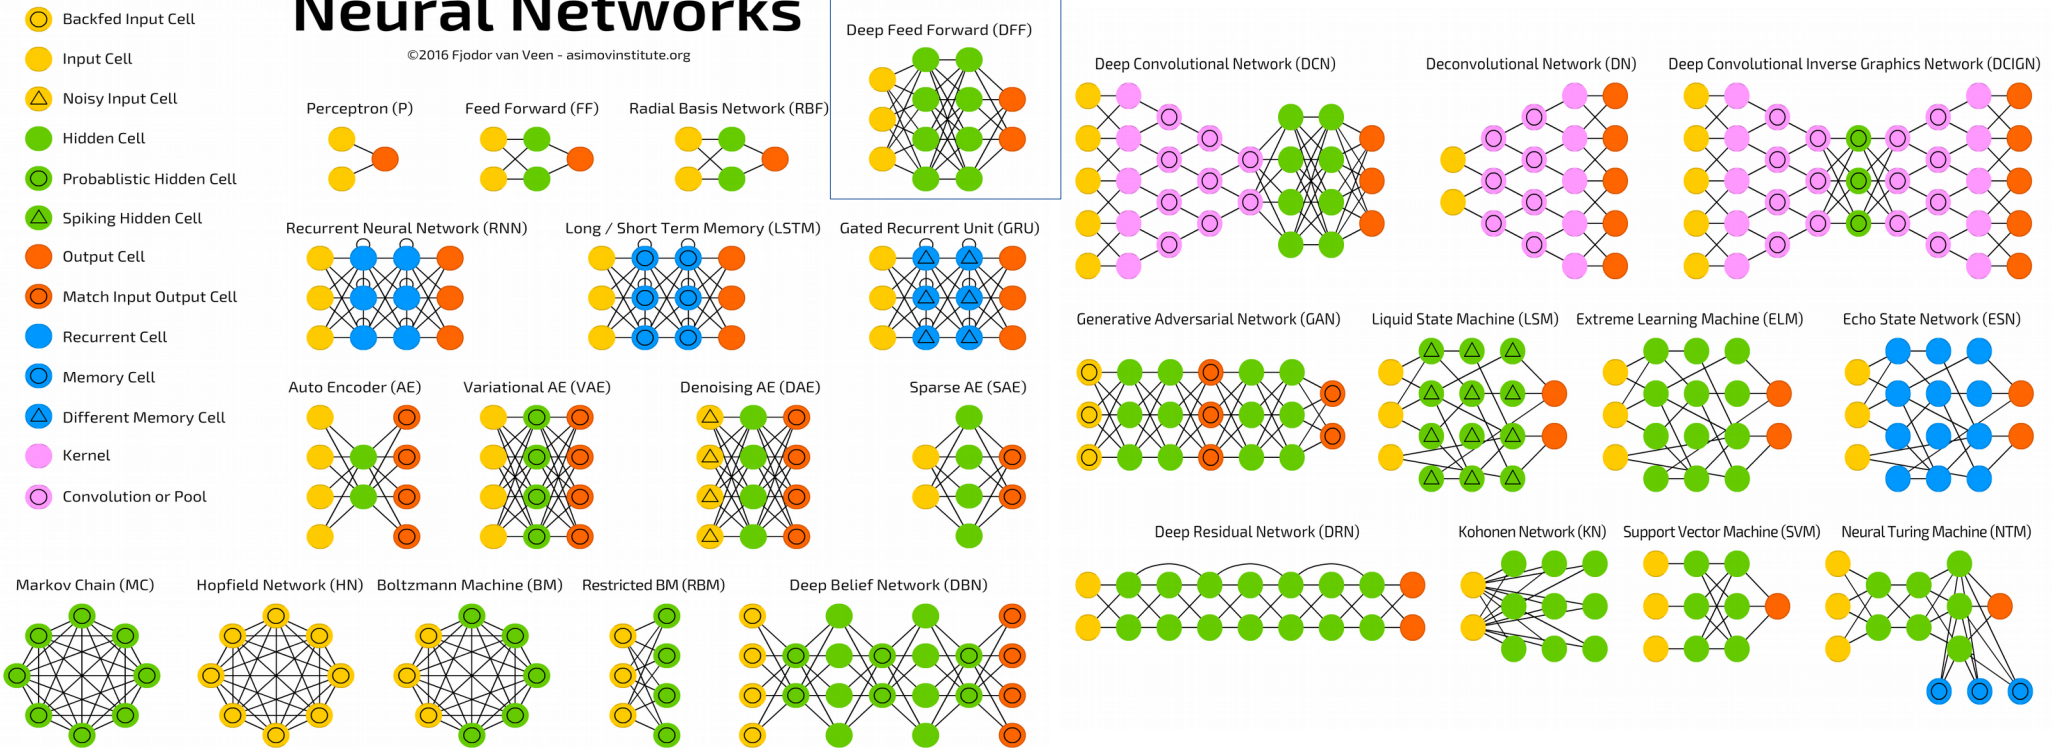 Neural Networks
©2016 Fjodor van Veen - asimovinstitute.org
Backfed Input Cell
Input Cell
Noisy Input Cell
Hidden Cell
Probablistic Hidden Cell
Spiking Hidden Cell
Output Cell
Match Input Output Cell
Recurrent Cell
Memory Cell
Different Memory Cell
Kernel
Convolution or Pool
Perceptron (P)
Feed Forward (FF)
Radial Basis Network (RBF)
Deep Feed Forward (DFF)
Recurrent Neural Network (RNN)
Long / Short Term Memory (LSTM)
Gated Recurrent Unit (GRU)
Auto Encoder (AE)
Variational AE (VAE)
Denoising AE (DAE)
Sparse AE (SAE)
Markov Chain (MC)
Hopfield Network (HN)
Boltzmann Machine (BM)
Restricted BM (RBM)
Deep Belief Network (DBN)
Deep Convolutional Network (DCN)
Deconvolutional Network (DN)
Deep Convolutional Inverse Graphics Network (DCIGN)
Generative Adversarial Network (GAN)
Liquid State Machine (LSM)
Extreme Learning Machine (ELM)
Echo State Network (ESN)
Deep Residual Network (DRN)
Kohonen Network (KN)
Support Vector Machine (SVM)
Neural Turing Machine (NTM)